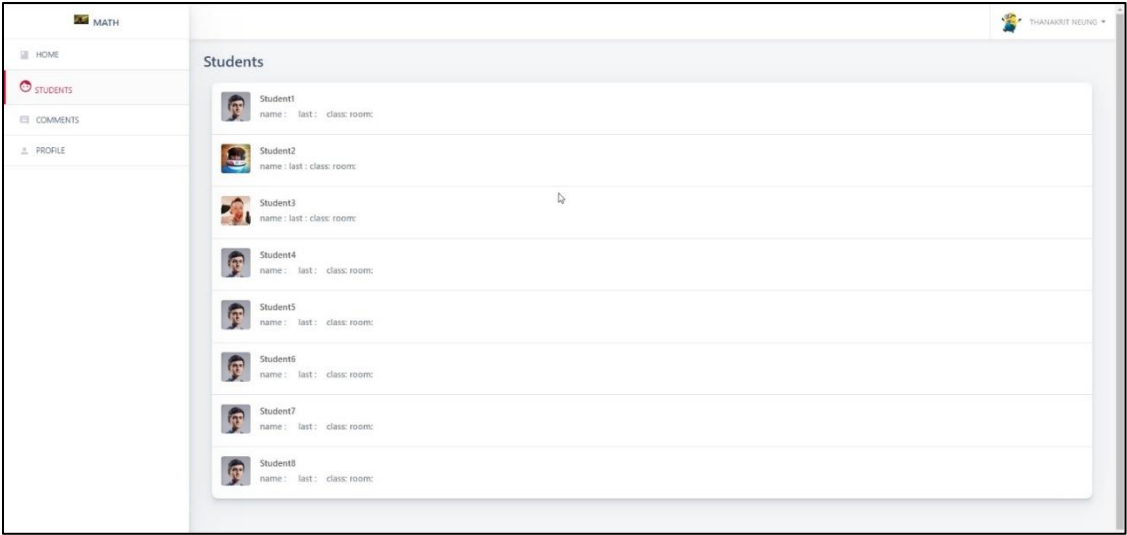 MATH
THANAKRIT NEUNG
HOME
STUDENTS
COMMENTS
PROFILE
Students
Student1
name : last : class: room:
Student2
name : last : class: room:
Student3
name : last : class: room:
Student4
name : last : class: room:
Student5
name : last : class: room:
Student6
name : last : class: room:
Student7
name : last : class: room:
Student8
name : last : class: room: